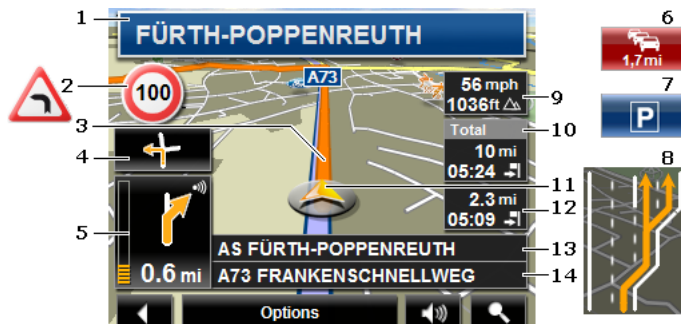 1
FÜRTH-POPPENREUTH
2
100
A73
3
4
5
0.6 mi
56 mph
1036ft
9
Total
10
10 mi
05:24
11
2.3 mi
05:09
12
AS FÜRTH-POPPENREUTH
13
A73 FRANKENSCHNELLWEG
14
Options
6
1,7mi
7
P
8